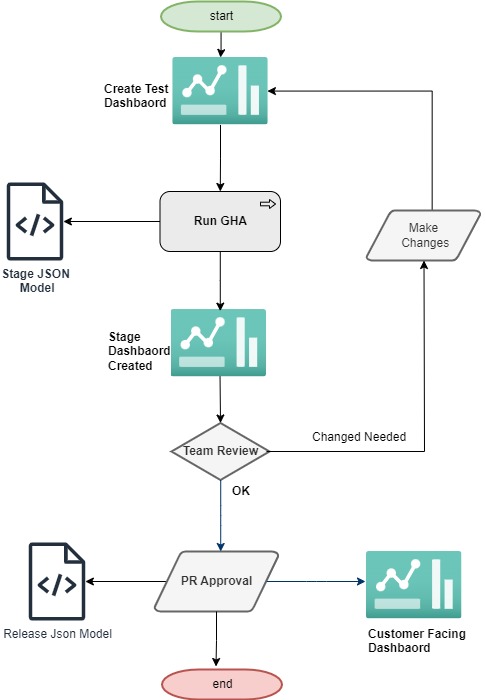 start
Create Test
Dashbaord
Run GHA
Make
Changes
Stage JSON
Model
Stage
Dashbaord
Created
Team Review
Changed Needed
OK
PR Approval
Release Json Model
Customer Facing
Dashbaord
end